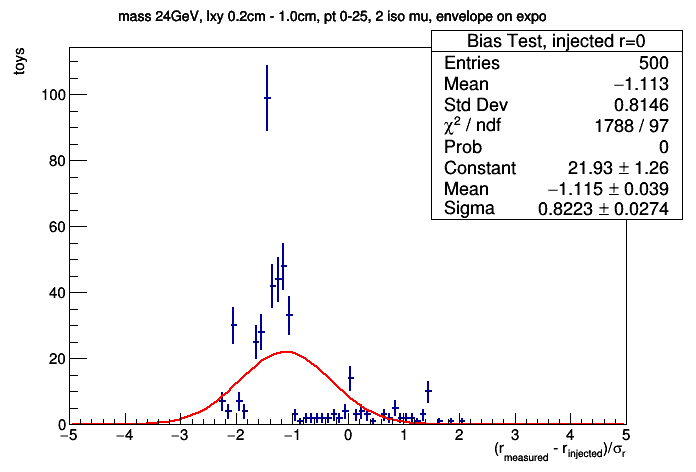 mass 24GeV, lxy 0.2cm - 1.0cm, pt 0-25, 2 iso mu, envelope on expo
toys
Bias Test, injected r=0
Entries 500
Mean −1.113
Std Dev 0.8146
χ² / ndf 1788 / 97
Prob 0
Constant 21.93 ± 1.26
Mean −1.115 ± 0.039
Sigma 0.8223 ± 0.0274
100
80
60
40
20
0
−5 −4 −3 −2 −1 0 1 2 3 4 5
(r_measured - r_injected)/σ_r